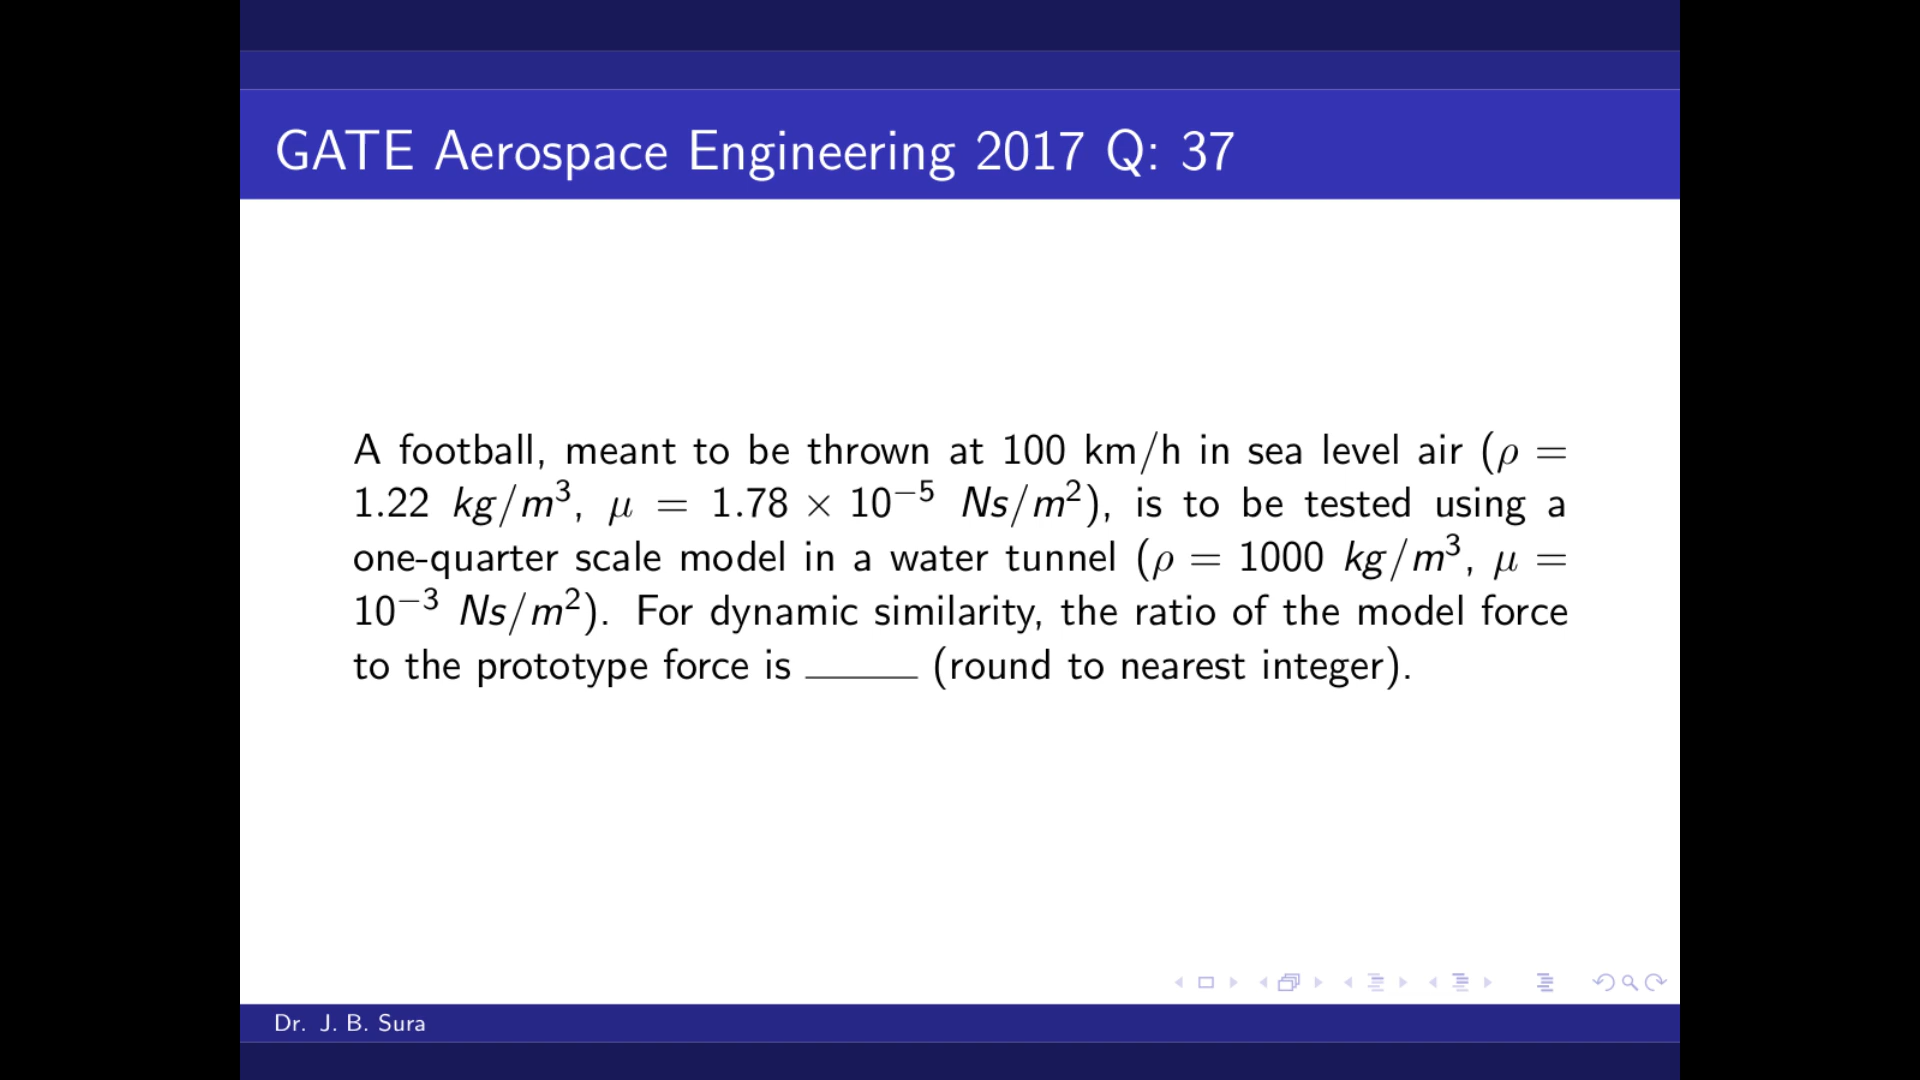 GATE Aerospace Engineering 2017 Q: 37
A football, meant to be thrown at 100 km/h in sea level air (ρ =
1.22 kg/m³, μ = 1.78 × 10⁻⁵ Ns/m²), is to be tested using a
one-quarter scale model in a water tunnel (ρ = 1000 kg/m³, μ =
10⁻³ Ns/m²). For dynamic similarity, the ratio of the model force
to the prototype force is _____ (round to nearest integer).
Dr. J. B. Sura